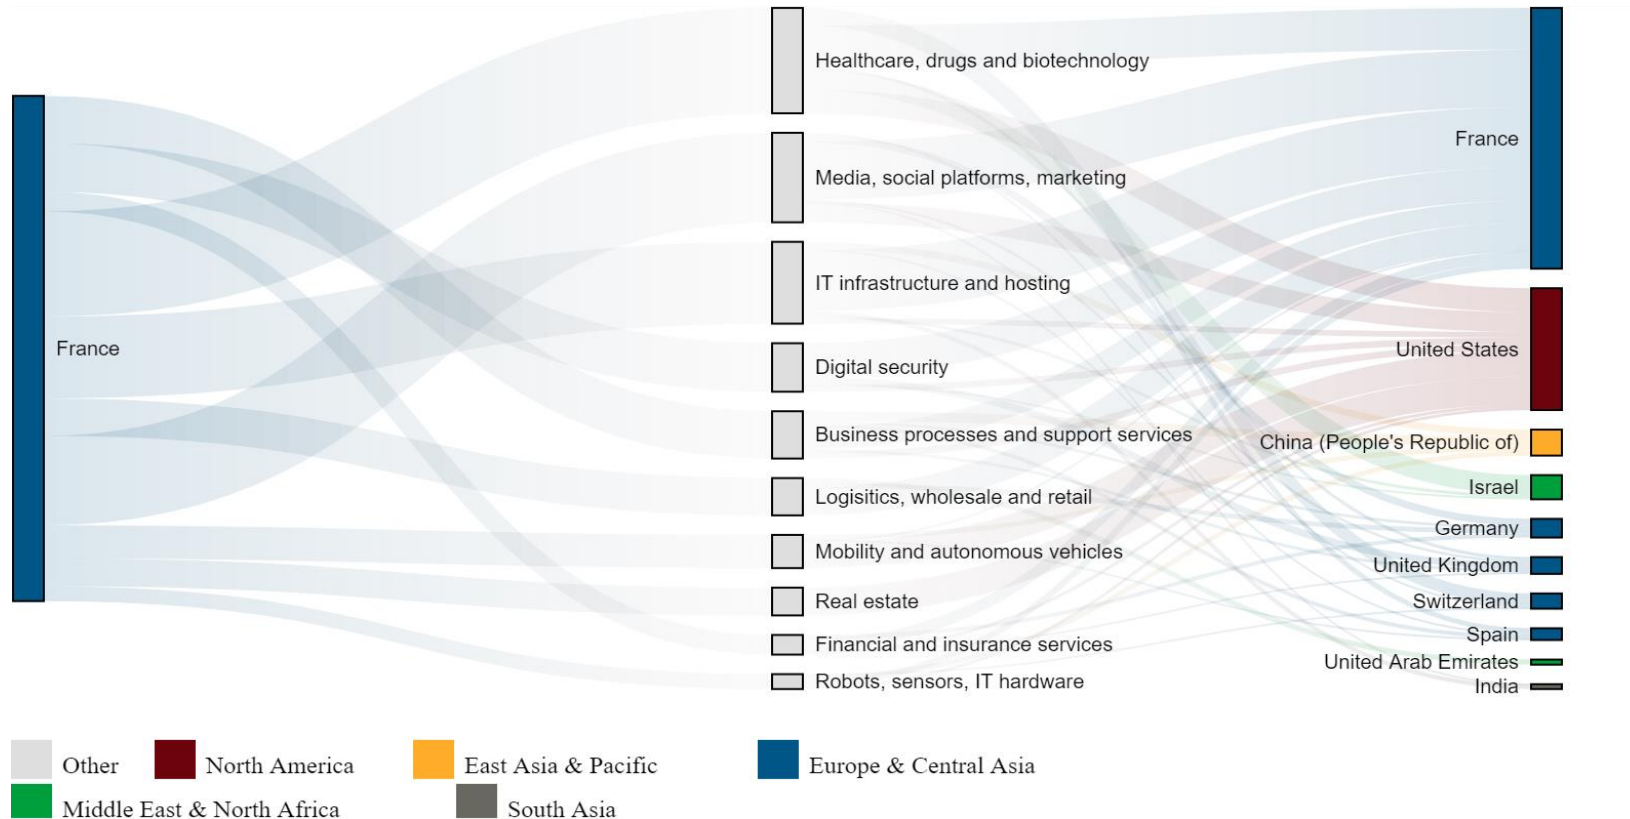 France
Healthcare, drugs and biotechnology
Media, social platforms, marketing
IT infrastructure and hosting
Digital security
Business processes and support services
Logisitics, wholesale and retail
Mobility and autonomous vehicles
Real estate
Financial and insurance services
Robots, sensors, IT hardware
France
United States
China (People's Republic of)
Israel
Germany
United Kingdom
Switzerland
Spain
United Arab Emirates
India
Other
North America
East Asia & Pacific
Europe & Central Asia
Middle East & North Africa
South Asia